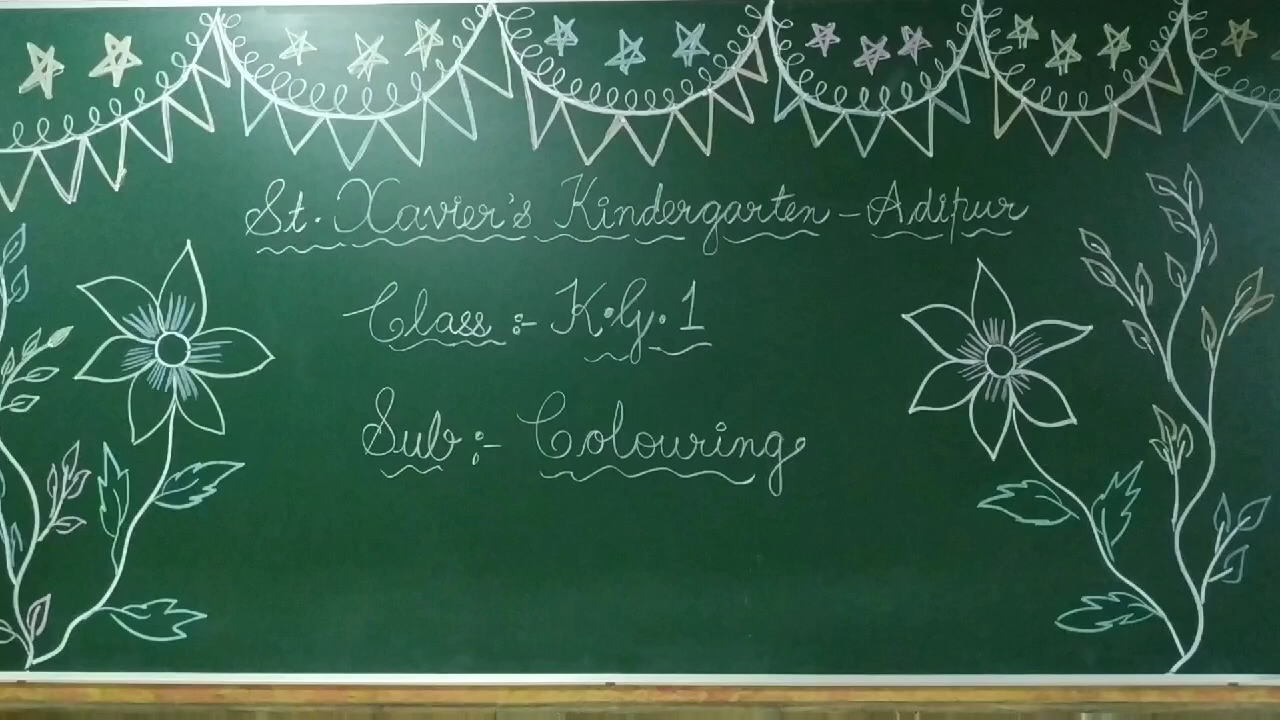 St. Xavier's Kindergarten - Adipur
Class :- K.G. 1
Sub :- Colouring